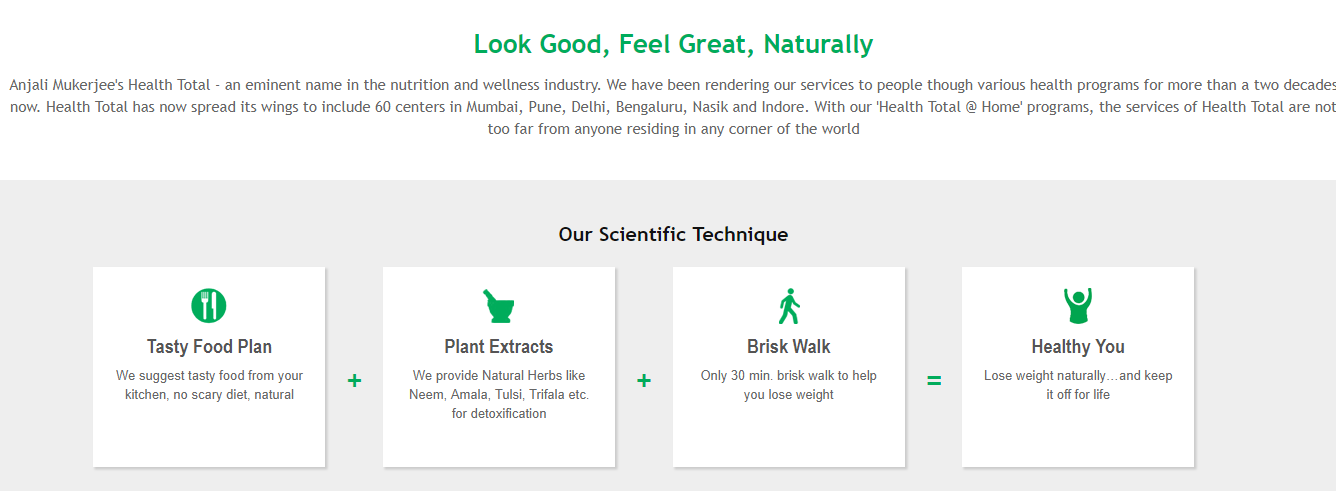 Look Good, Feel Great, Naturally
Anjali Mukerjee's Health Total - an eminent name in the nutrition and wellness industry. We have been rendering our services to people though various health programs for more than a two decades
now. Health Total has now spread its wings to include 60 centers in Mumbai, Pune, Delhi, Bengaluru, Nasik and Indore. With our 'Health Total @ Home' programs, the services of Health Total are not
too far from anyone residing in any corner of the world
Our Scientific Technique
Tasty Food Plan
We suggest tasty food from your
kitchen, no scary diet, natural
+
Plant Extracts
We provide Natural Herbs like
Neem, Amala, Tulsi, Trifala etc.
for detoxification
+
Brisk Walk
Only 30 min. brisk walk to help
you lose weight
=
Healthy You
Lose weight naturally…and keep
it off for life